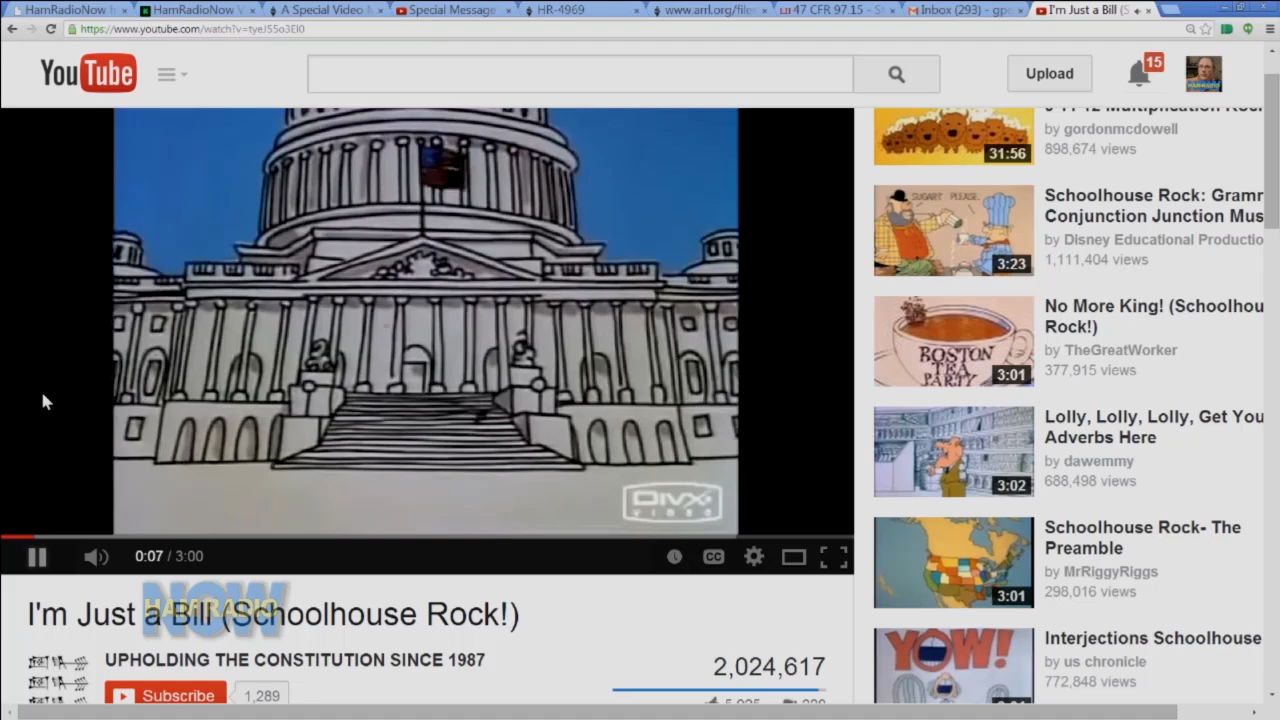 HamRadioNow
HamRadioNow
A Special Video
Special Message
HR-4969
www.arrl.org/file
47 CFR 97.15 -
Inbox (293) -
I'm Just a Bill (S
https://www.youtube.com/watch?v=tyeJ55o3El0
YouTube
Upload
15
31:56
by gordonmcdowell
898,674 views
SUGART PLEASE.
3:23
Schoolhouse Rock: Gramr
Conjunction Junction Mus
by Disney Educational Productio
1,111,404 views
BOSTON
TEA
PARTY
3:01
No More King! (Schoolhou
Rock!)
by TheGreatWorker
377,915 views
3:02
Lolly, Lolly, Lolly, Get You
Adverbs Here
by dawemmy
688,498 views
3:01
Schoolhouse Rock- The
Preamble
by MrRiggyRiggs
298,016 views
YOW!
Interjections Schoolhouse
by us chronicle
772,848 views
DIVX
VIDEO
0:07 / 3:00
CC
HAM RADIO
NOW
I'm Just a Bill (Schoolhouse Rock!)
UPHOLDING THE CONSTITUTION SINCE 1987
Subscribe
1,289
2,024,617